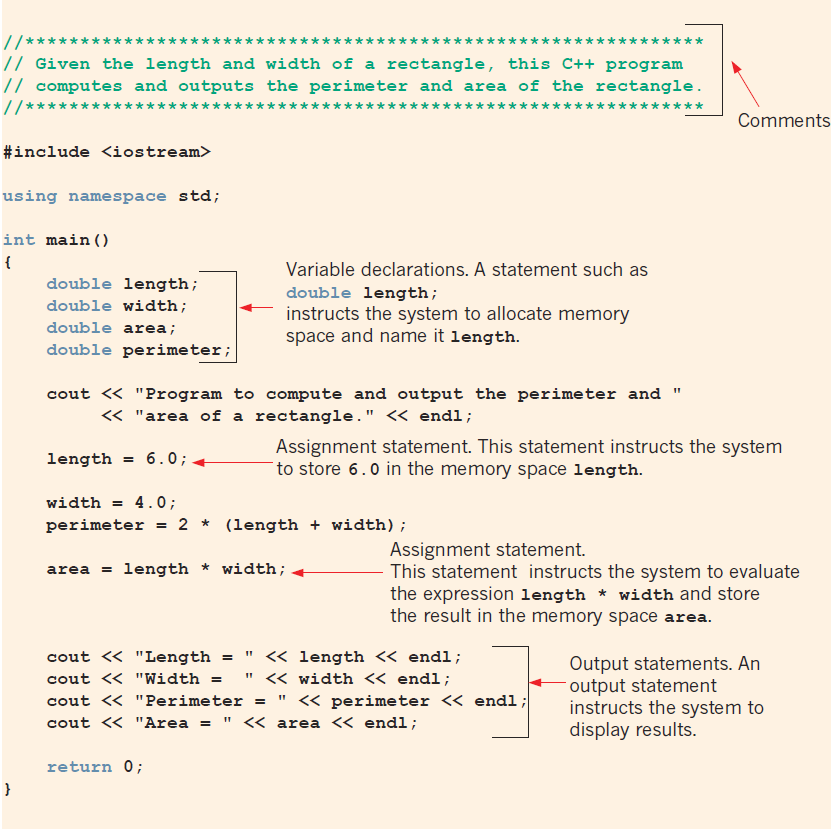 //**************************************************************
// Given the length and width of a rectangle, this C++ program
// computes and outputs the perimeter and area of the rectangle.
//**************************************************************
Comments
#include <iostream>
using namespace std;
int main()
{
double length;
double width;
double area;
double perimeter;
Variable declarations. A statement such as
double length;
instructs the system to allocate memory
space and name it length.
cout << "Program to compute and output the perimeter and "
<< "area of a rectangle." << endl;
length = 6.0;
Assignment statement. This statement instructs the system
to store 6.0 in the memory space length.
width = 4.0;
perimeter = 2 * (length + width);
area = length * width;
Assignment statement.
This statement instructs the system to evaluate
the expression length * width and store
the result in the memory space area.
cout << "Length = " << length << endl;
cout << "Width =  " << width << endl;
cout << "Perimeter = " << perimeter << endl;
cout << "Area = " << area << endl;
Output statements. An
output statement
instructs the system to
display results.
return 0;
}